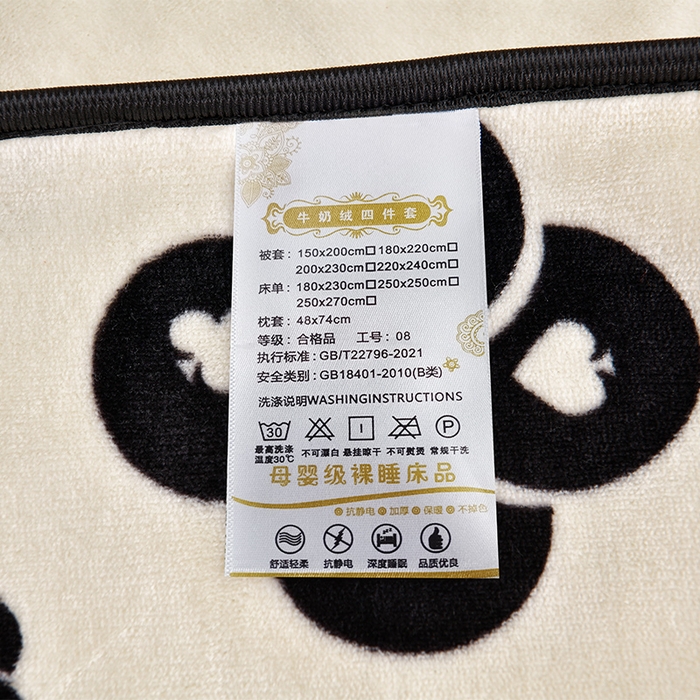 牛奶绒四件套
被套：150x200cm□ 180x220cm□
200x230cm□ 220x240cm□
床单：180x230cm□ 250x250cm□
250x270cm□
枕套：48x74cm
等级：合格品 工号：08
执行标准：GB/T22796-2021
安全类别：GB18401-2010(B类)
洗涤说明WASHINGINSTRUCTIONS
30 P
最高洗涤 不可漂白 悬挂晾干 不可熨烫 常规干洗
温度30℃
母婴级裸睡床品
抗静电 加厚 保暖 不掉色
舒适轻柔 抗静电 深度睡眠 品质优良